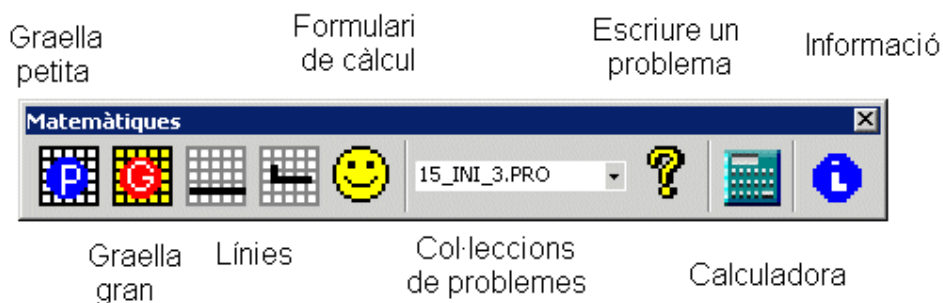 Graella
petita
Formulari
de càlcul
Escriure un
problema
Informació
Matemàtiques
P
G
15_INI_3.PRO
?
i
Graella
gran
Línies
Col·leccions
de problemes
Calculadora